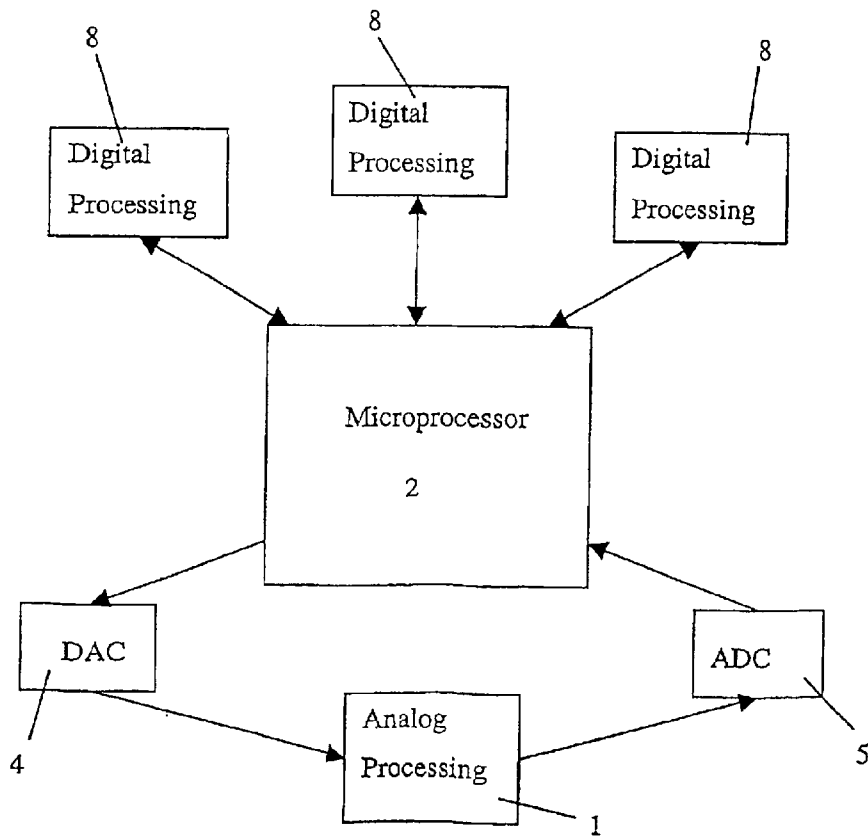 8
8
8
Digital
Processing
Digital
Processing
Digital
Processing
Microprocessor
2
DAC
ADC
Analog
Processing
4
5
1